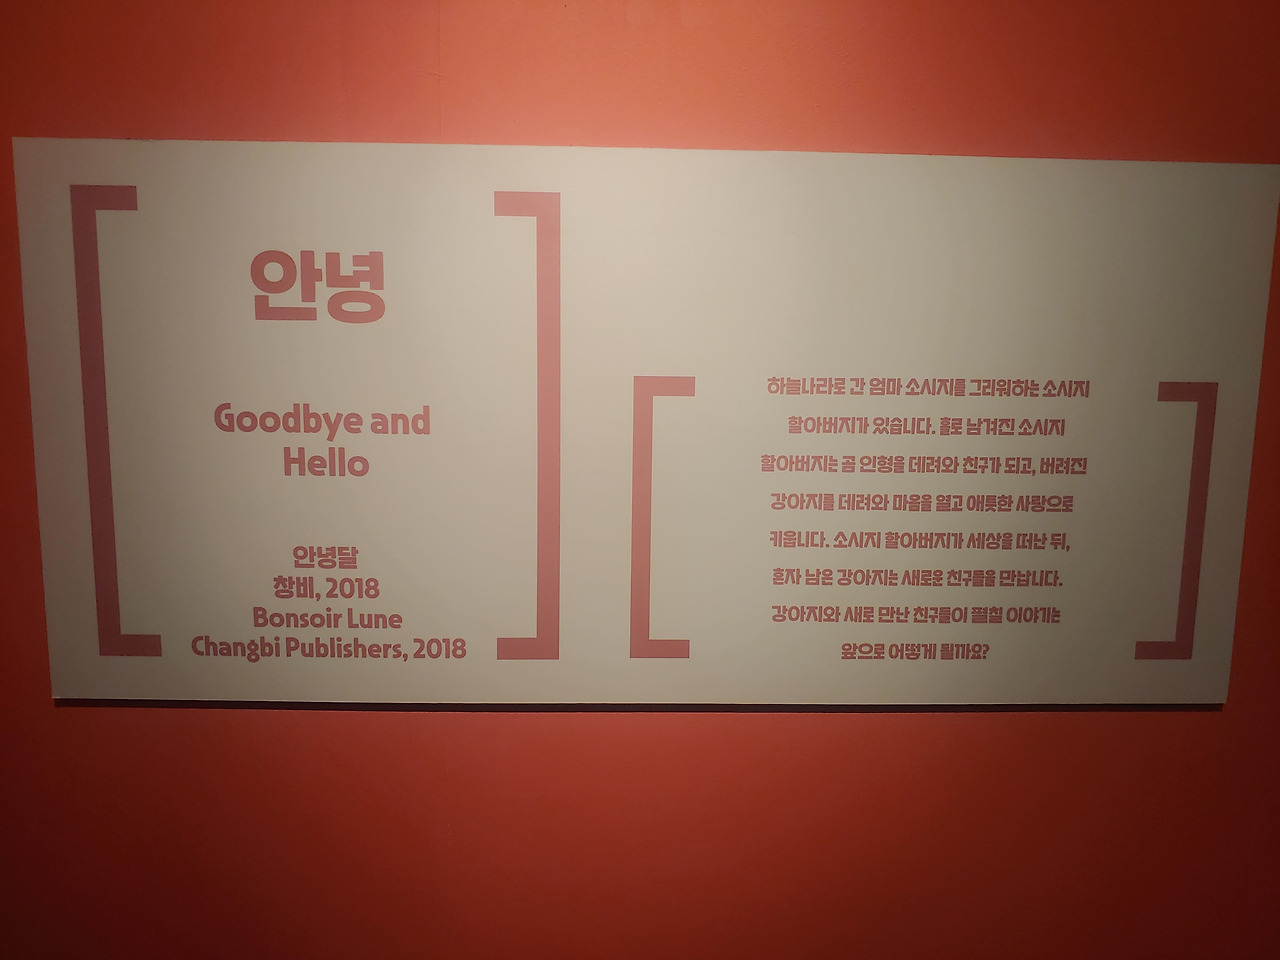 안녕
Goodbye and
Hello
안녕달
창비, 2018
Bonsoir Lune
Changbi Publishers, 2018
하늘나라로 간 엄마 소시지를 그리워하는 소시지
할아버지가 있습니다. 홀로 남겨진 소시지
할아버지는 곰 인형을 데려와 친구가 되고, 버려진
강아지를 데려와 마음을 열고 애틋한 사랑으로
키웁니다. 소시지 할아버지가 세상을 떠난 뒤,
혼자 남은 강아지는 새로운 친구들을 만납니다.
강아지와 새로 만난 친구들이 펼칠 이야기는
앞으로 어떻게 될까요?